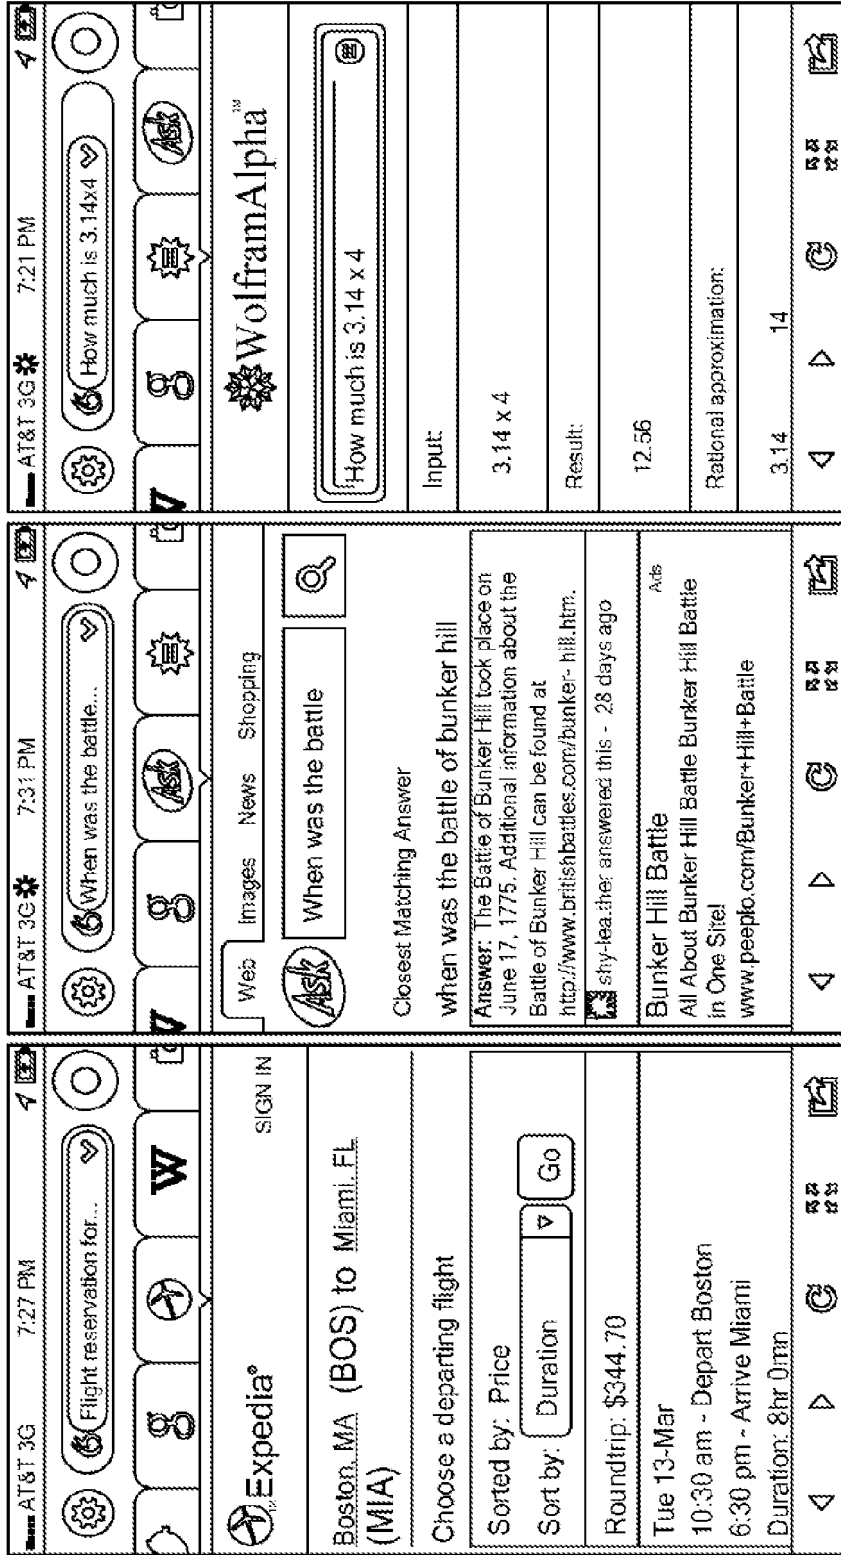 AT&T 3G 7:27 PM
Flight reservation for...
g W
Expedia® SIGN IN
Boston, MA (BOS) to Miami, FL
(MIA)
Choose a departing flight
Sorted by: Price
Sort by: Duration Go
Roundtrip: $344.70
Tue 13-Mar
10:30 am - Depart Boston
6:30 pm - Arrive Miami
Duration: 8hr 0mn
AT&T 3G 7:31 PM
When was the battle...
W g Ask
Web Images News Shopping
Ask When was the battle
Closest Matching Answer
when was the battle of bunker hill
Answer: The Battle of Bunker Hill took place on
June 17, 1775. Additional information about the
Battle of Bunker Hill can be found at
http://www.britishbattles.com/bunker- hill.htm.
shy-leather answered this - 28 days ago
Ads
Bunker Hill Battle
All About Bunker Hill Battle Bunker Hill Battle
in One Site!
www.peeplo.com/Bunker+Hill+Battle
AT&T 3G 7:21 PM
How much is 3.14x4
W g Ask
WolframAlpha™
How much is 3.14 x 4
Input:
3.14 x 4
Result:
12.56
Rational approximation:
3.14 14